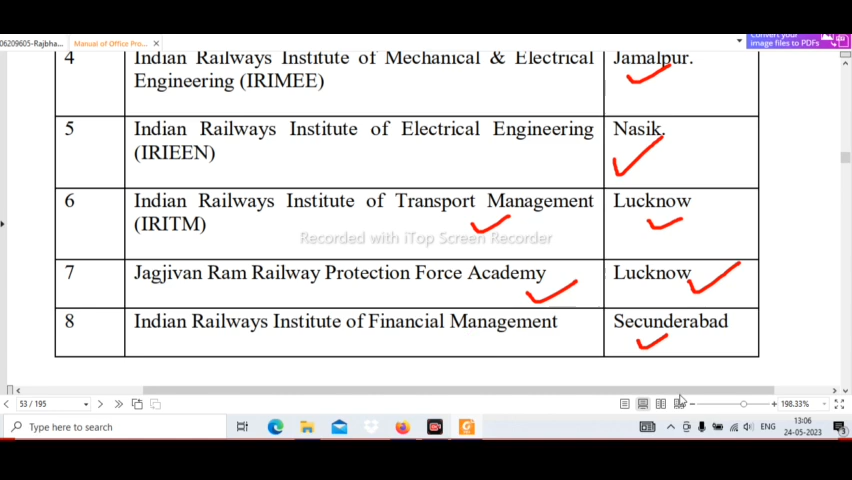 06209605-Rajbha...
Manual of Office Pro...
Convert your
image files to PDFs
4 Indian Railways Institute of Mechanical & Electrical Jamalpur.
Engineering (IRIMEE)
5 Indian Railways Institute of Electrical Engineering Nasik.
(IRIEEN)
6 Indian Railways Institute of Transport Management Lucknow
(IRITM)
Recorded with iTop Screen Recorder
7 Jagjivan Ram Railway Protection Force Academy Lucknow
8 Indian Railways Institute of Financial Management Secunderabad
53 / 195
198.33%
Type here to search
ENG
13:06
24-05-2023
3